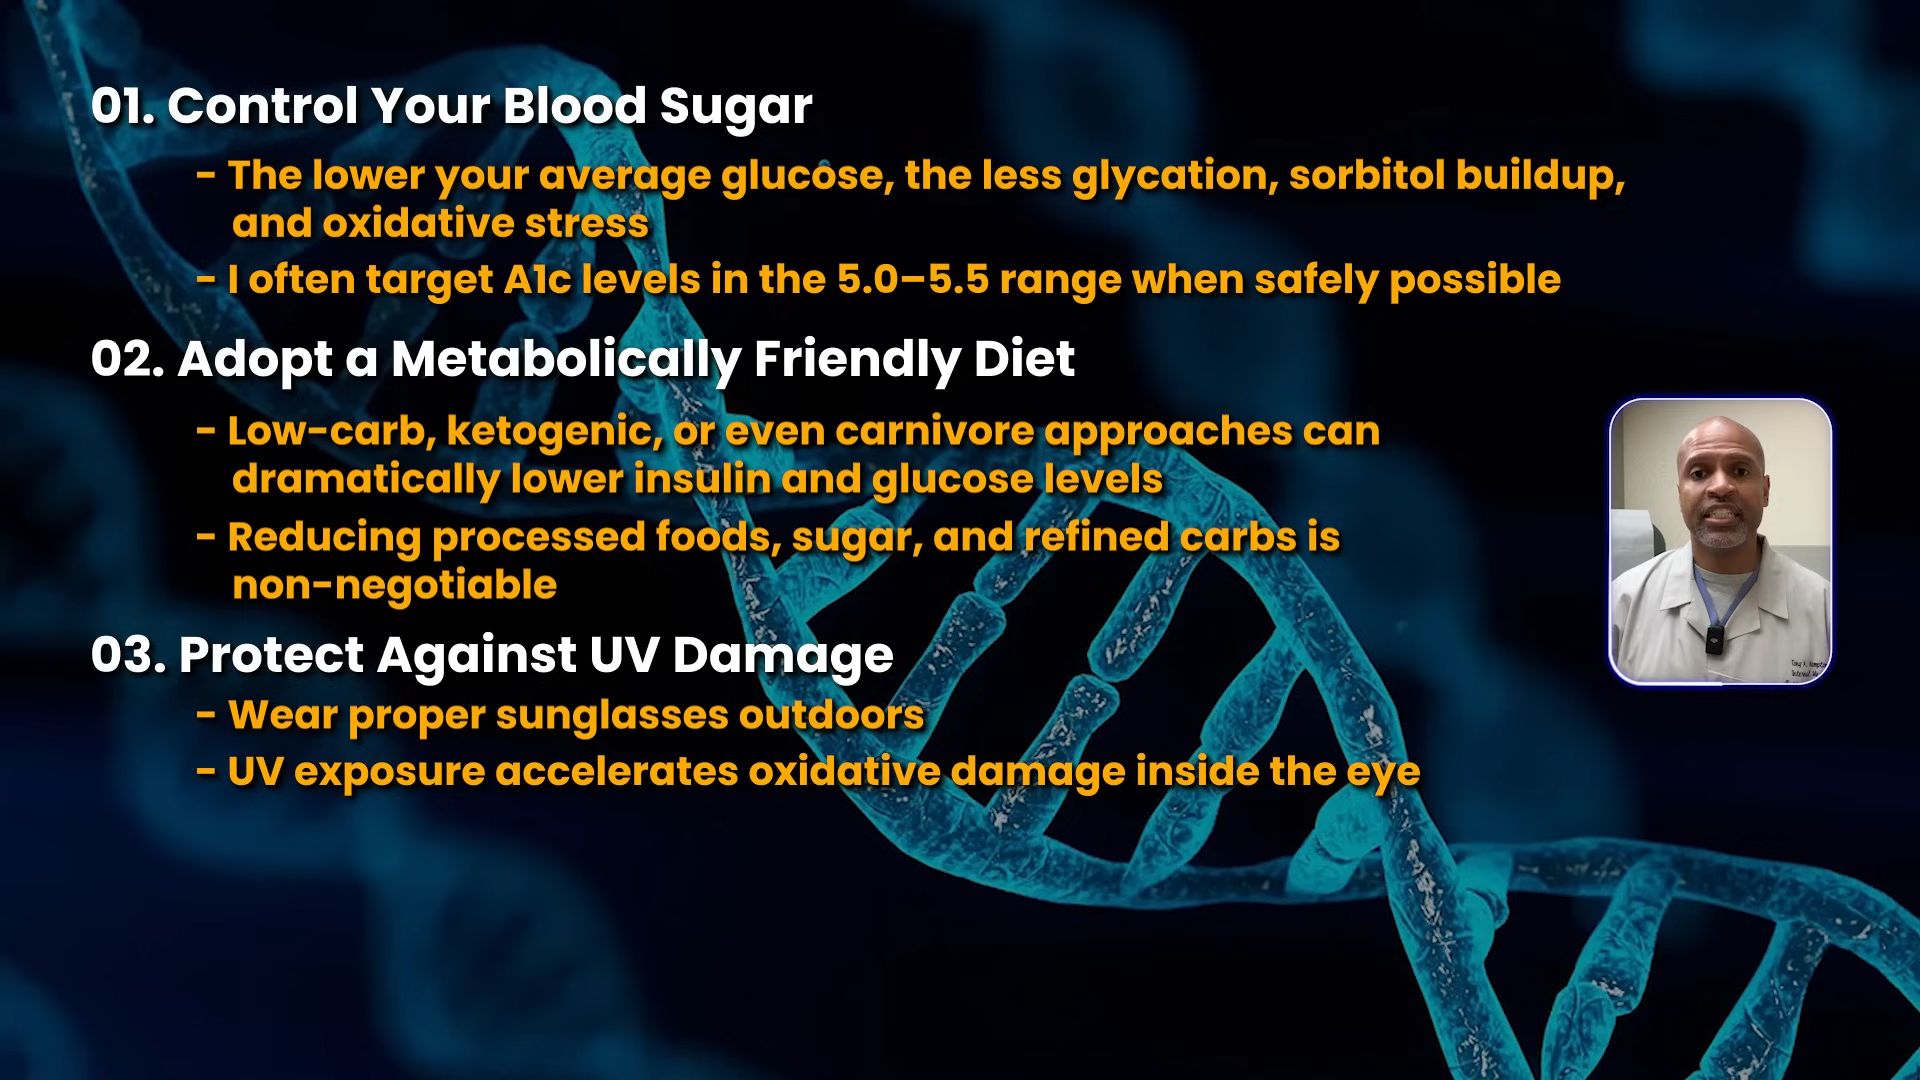 01. Control Your Blood Sugar
- The lower your average glucose, the less glycation, sorbitol buildup,
and oxidative stress
- I often target A1c levels in the 5.0–5.5 range when safely possible
02. Adopt a Metabolically Friendly Diet
- Low-carb, ketogenic, or even carnivore approaches can
dramatically lower insulin and glucose levels
- Reducing processed foods, sugar, and refined carbs is
non-negotiable
03. Protect Against UV Damage
- Wear proper sunglasses outdoors
- UV exposure accelerates oxidative damage inside the eye